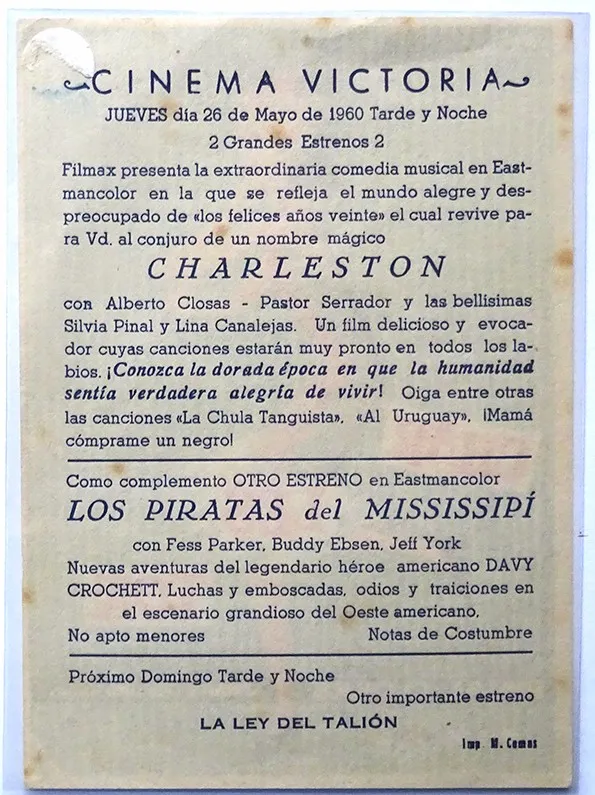 CINEMA VICTORIA
JUEVES día 26 de Mayo de 1960 Tarde y Noche
2 Grandes Estrenos 2
Filmax presenta la extraordinaria comedia musical en East-
mancolor en la que se refleja el mundo alegre y des-
preocupado de «los felices años veinte» el cual revive pa-
ra Vd. al conjuro de un nombre mágico
CHARLESTON
con Alberto Closas - Pastor Serrador y las bellisimas
Silvia Pinal y Lina Canalejas. Un film delicioso y evoca-
dor cuyas canciones estarán muy pronto en todos los la-
bios. ¡Conozca la dorada época en que la humanidad
sentía verdadera alegría de vivir! Oiga entre otras
las canciones «La Chula Tanguista», «Al Uruguay», ¡Mamá
cómprame un negro!
Como complemento OTRO ESTRENO en Eastmancolor
LOS PIRATAS del MISSISSIPÍ
con Fess Parker, Buddy Ebsen, Jeff York
Nuevas aventuras del legendario héroe americano DAVY
CROCHETT. Luchas y emboscadas, odios y traiciones en
el escenario grandioso del Oeste americano.
No apto menores Notas de Costumbre
Próximo Domingo Tarde y Noche
Otro importante estreno
LA LEY DEL TALIÓN
Imp. M. Comas